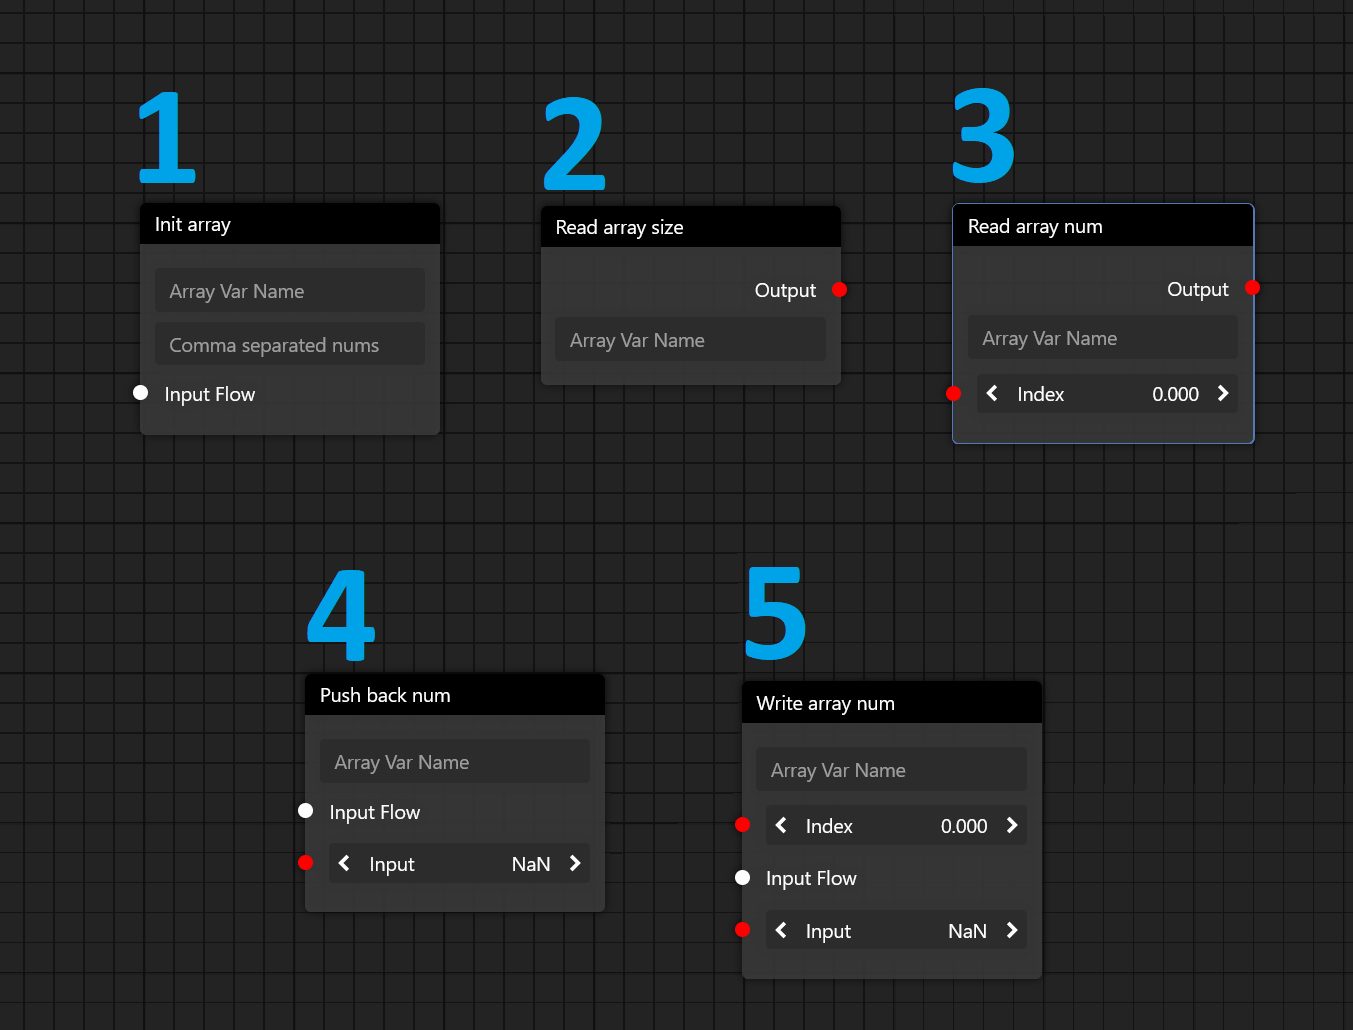 1
Init array
Array Var Name
Comma separated nums
Input Flow
2
Read array size
Output
Array Var Name
3
Read array num
Output
Array Var Name
Index 0.000
4
Push back num
Array Var Name
Input Flow
Input NaN
5
Write array num
Array Var Name
Index 0.000
Input Flow
Input NaN